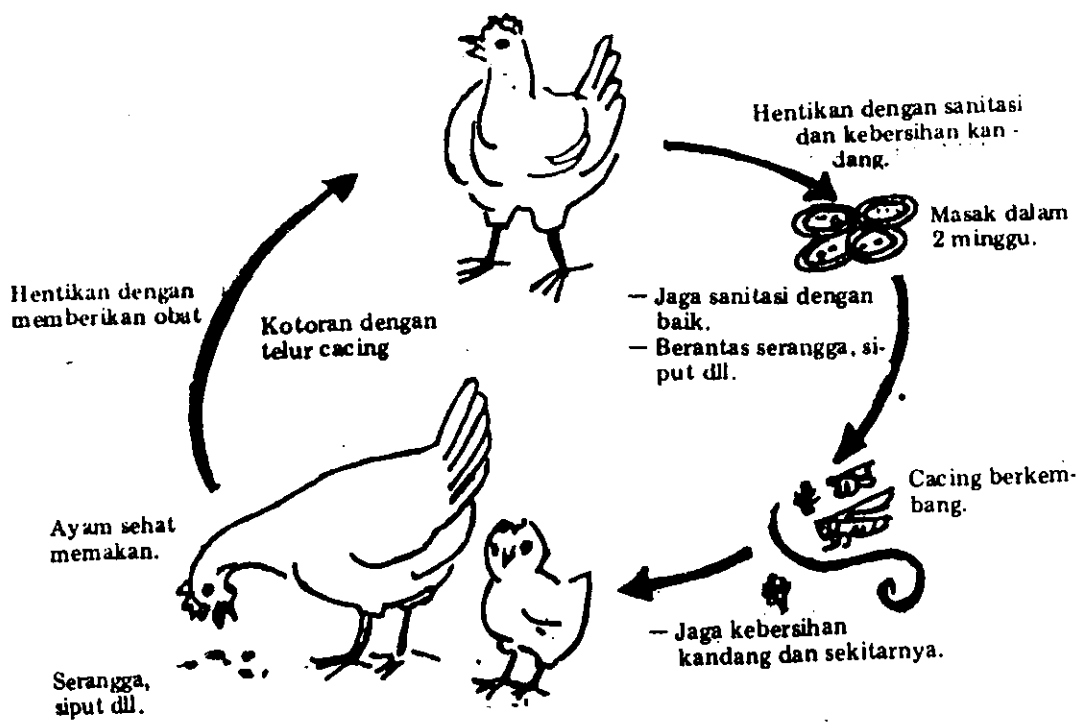 Hentikan dengan sanitasi
dan kebersihan kan -
dang.
Masak dalam
2 minggu.
— Jaga sanitasi dengan
baik.
— Berantas serangga, si-
put dll.
Cacing berkem-
bang.
— Jaga kebersihan
kandang dan sekitarnya.
Hentikan dengan
memberikan obat
Kotoran dengan
telur cacing
Ayam sehat
memakan.
Serangga,
siput dll.